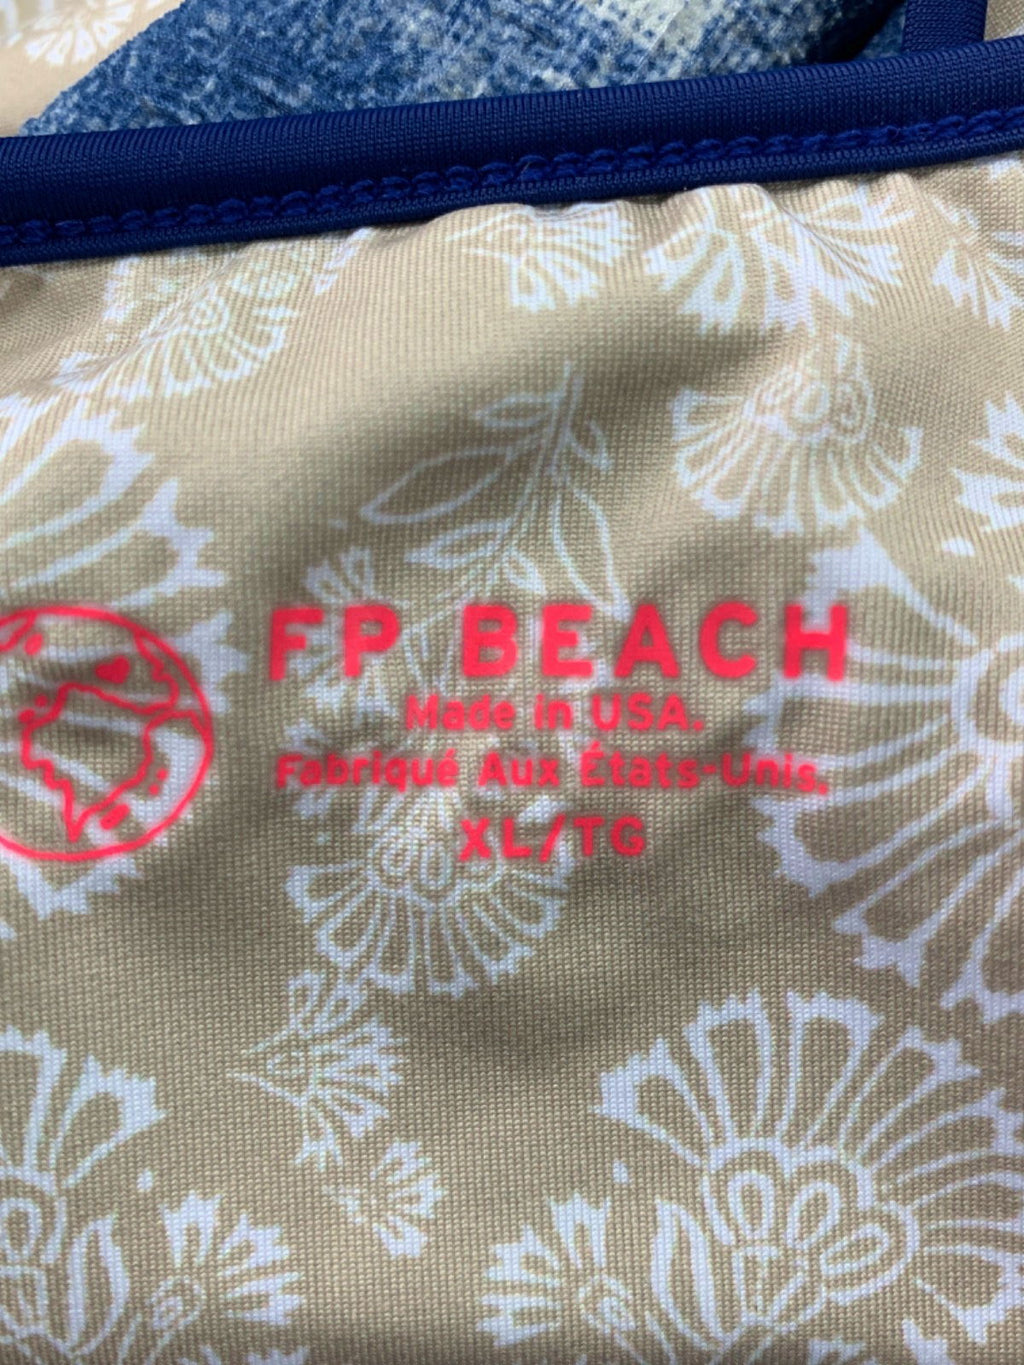 FP BEACH
Made in USA.
Fabriqué Aux États-Unis.
XL/TG